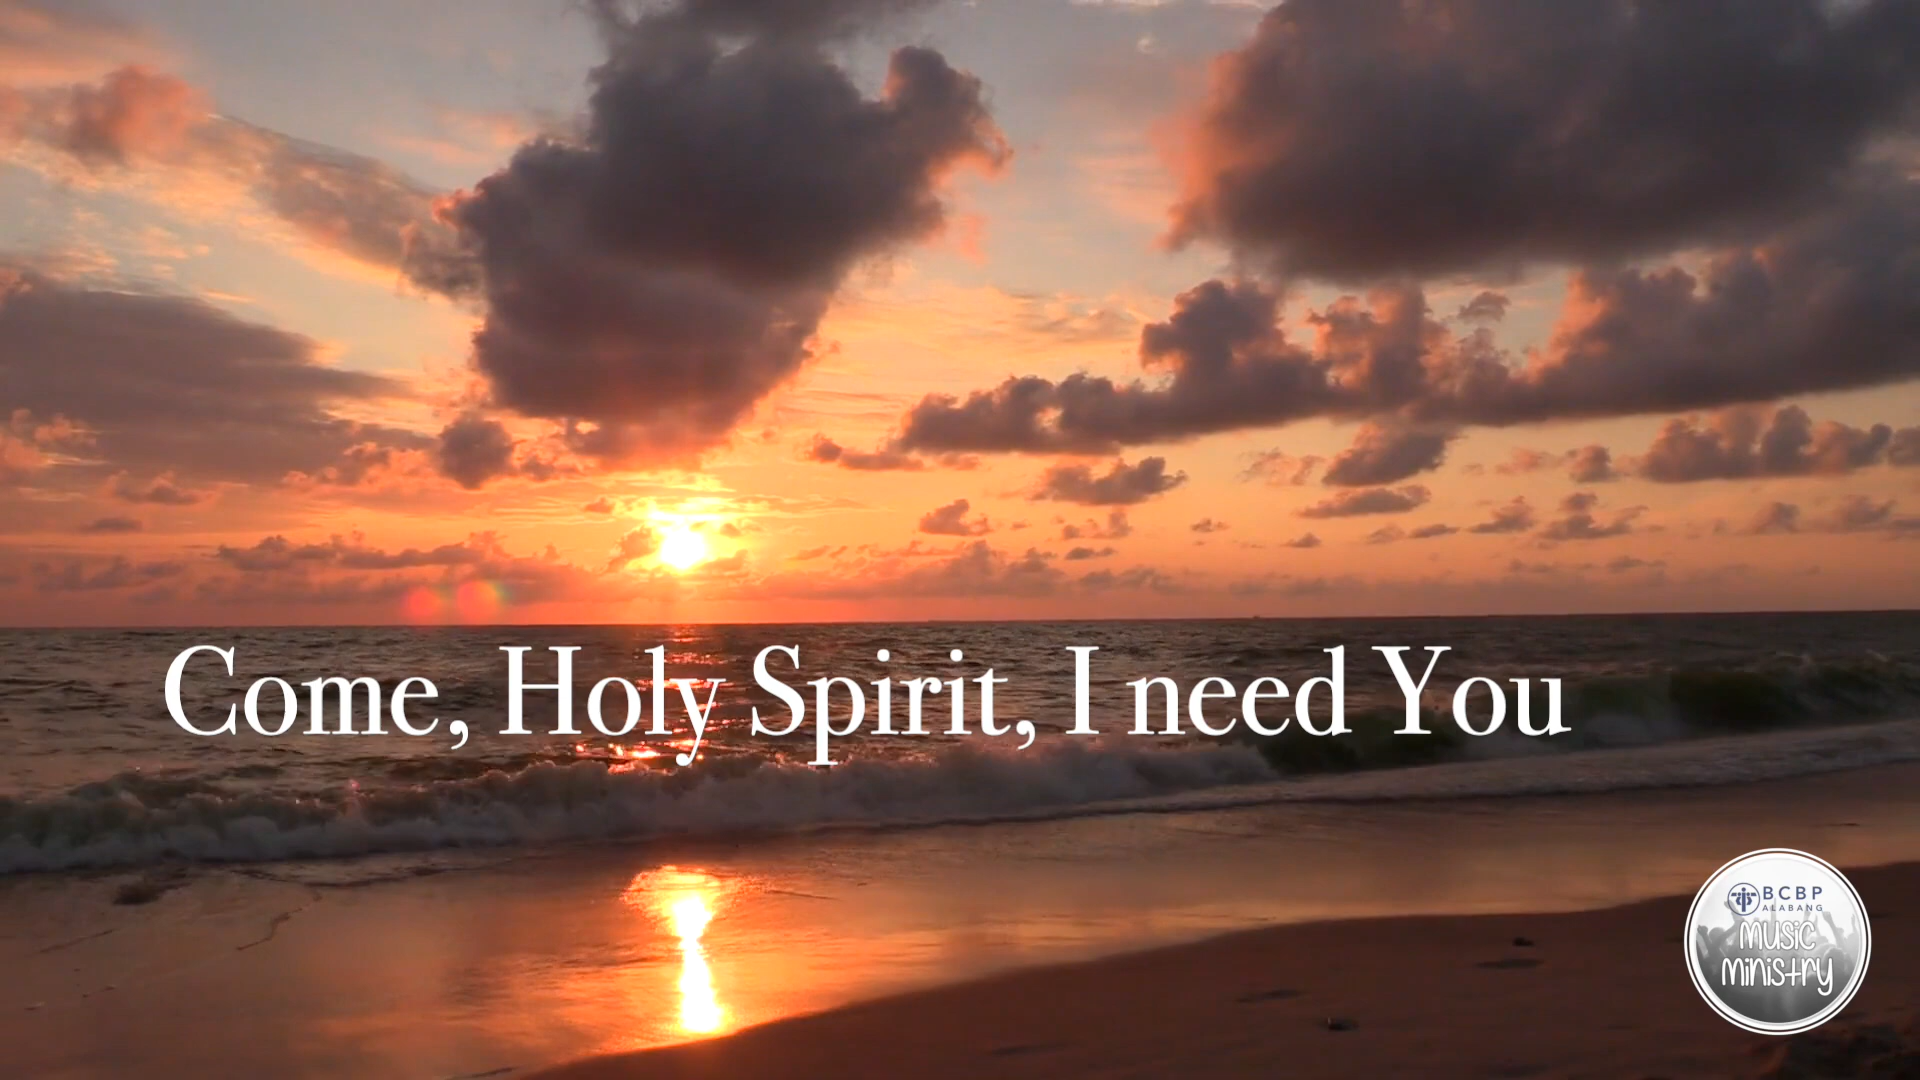 Come, Holy Spirit, I need You
BCBP
ALABANG
music
ministry